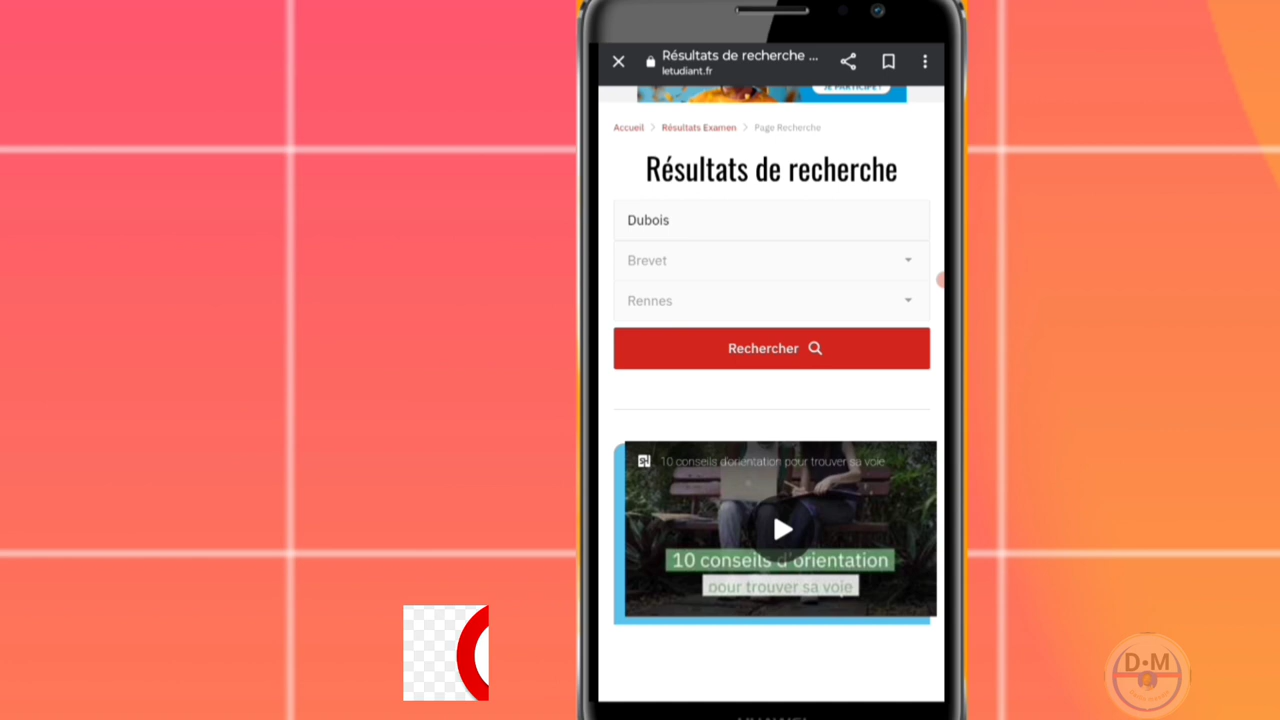 Résultats de recherche ...
letudiant.fr
JE PARTICIPE !
Accueil > Résultats Examen > Page Recherche
Résultats de recherche
Dubois
Brevet
Rennes
Rechercher
10 conseils d'orientation pour trouver sa voie
10 conseils d'orientation
pour trouver sa voie
D•M